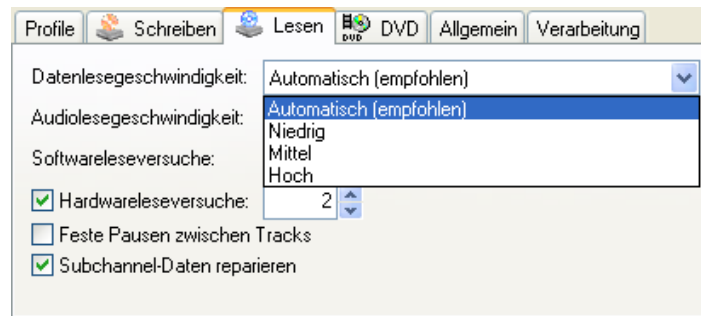 Profile Schreiben Lesen DVD DVD Allgemein Verarbeitung
Datenlesegeschwindigkeit: Automatisch (empfohlen)
Audiolesegeschwindigkeit: Automatisch (empfohlen)
Niedrig
Softwareleseversuche: Mittel
Hoch
Hardwareleseversuche: 2
Feste Pausen zwischen Tracks
Subchannel-Daten reparieren